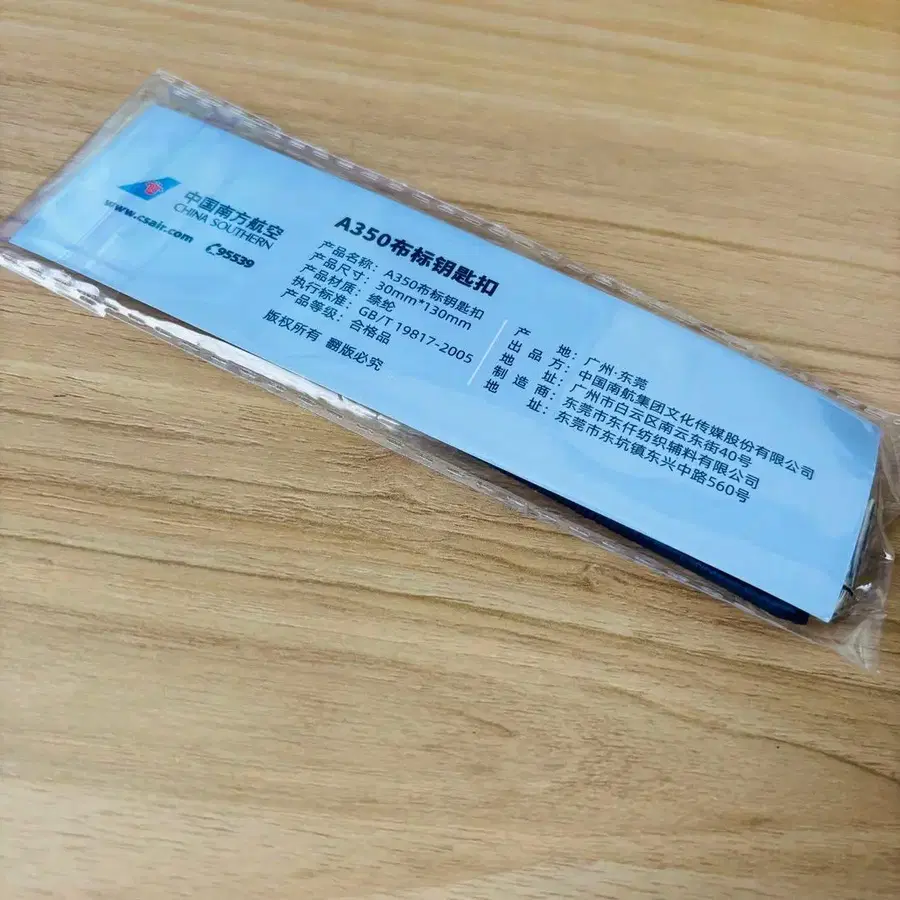 中国南方航空
CHINA SOUTHERN
www.csair.com 95539
A350布标钥匙扣
产品名称：A350布标钥匙扣
产品尺寸：30mm*130mm
产品材质：绦纶
执行标准：GB/T 19817-2005
产品等级：合格品
版权所有 翻版必究
产 地：广州·东莞
出品方：中国南航集团文化传媒股份有限公司
地 址：广州市白云区南云东街40号
制造商：东莞市东仟纺织辅料有限公司
地 址：东莞市东坑镇东兴中路560号